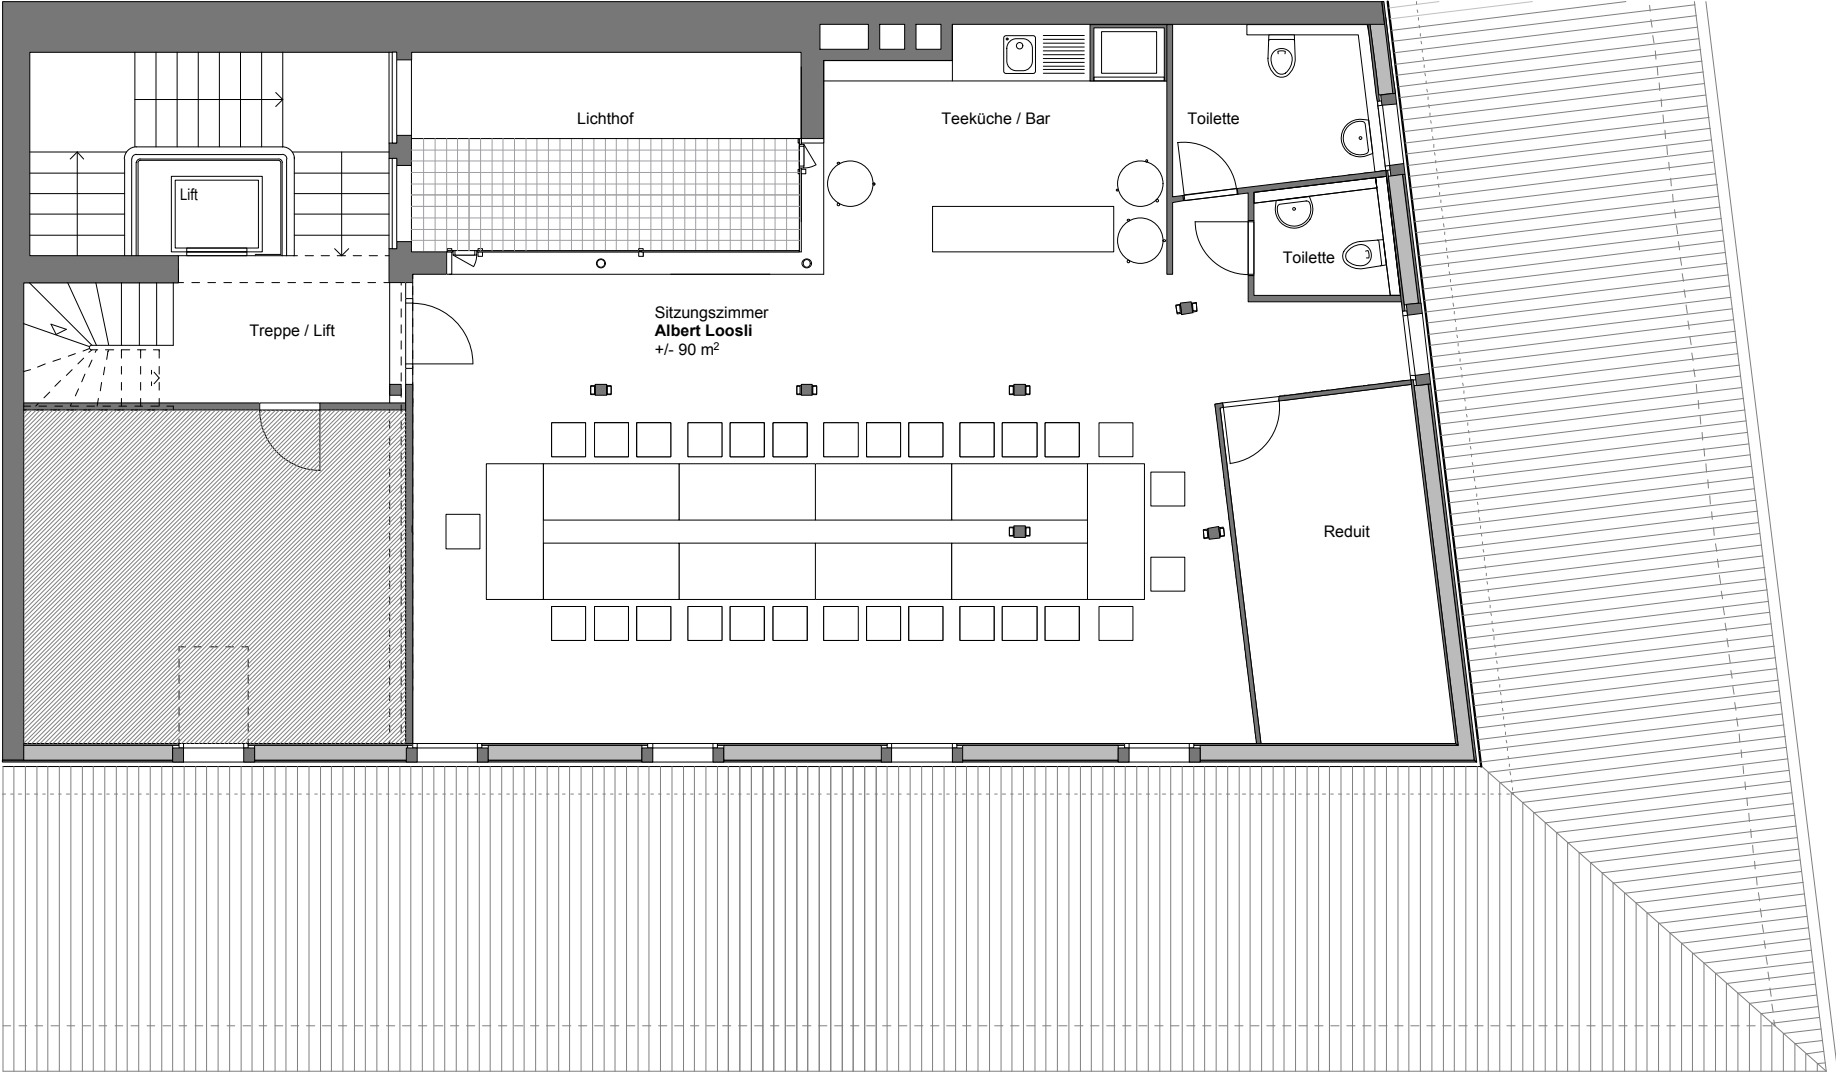 Lichthof
Teeküche / Bar
Toilette
Lift
Toilette
Sitzungszimmer
Albert Loosli
+/- 90 m²
Treppe / Lift
Reduit